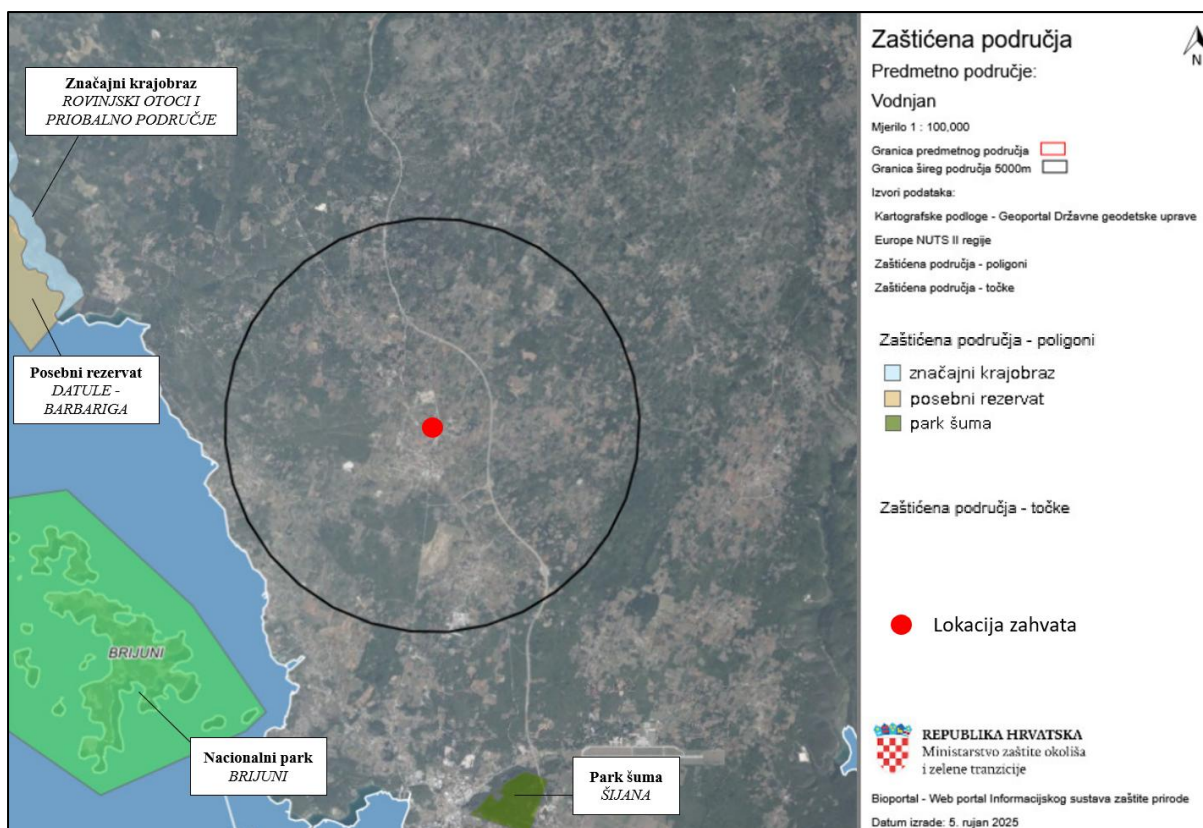 Značajni krajobraz
ROVINJSKI OTOCI I
PRIOBALNO PODRUČJE
Posebni rezervat
DATULE -
BARBARIGA
BRIJUNI
Nacionalni park
BRIJUNI
Park šuma
ŠIJANA
Zaštićena područja
N
Predmetno područje:
Vodnjan
Mjerilo 1 : 100,000
Granica predmetnog područja
Granica šireg područja 5000m
Izvori podataka:
Kartografske podloge - Geoportal Državne geodetske uprave
Europe NUTS II regije
Zaštićena područja - poligoni
Zaštićena područja - točke
Zaštićena područja - poligoni
značajni krajobraz
posebni rezervat
park šuma
Zaštićena područja - točke
Lokacija zahvata
REPUBLIKA HRVATSKA
Ministarstvo zaštite okoliša
i zelene tranzicije
Bioportal - Web portal Informacijskog sustava zaštite prirode
Datum izrade: 5. rujan 2025